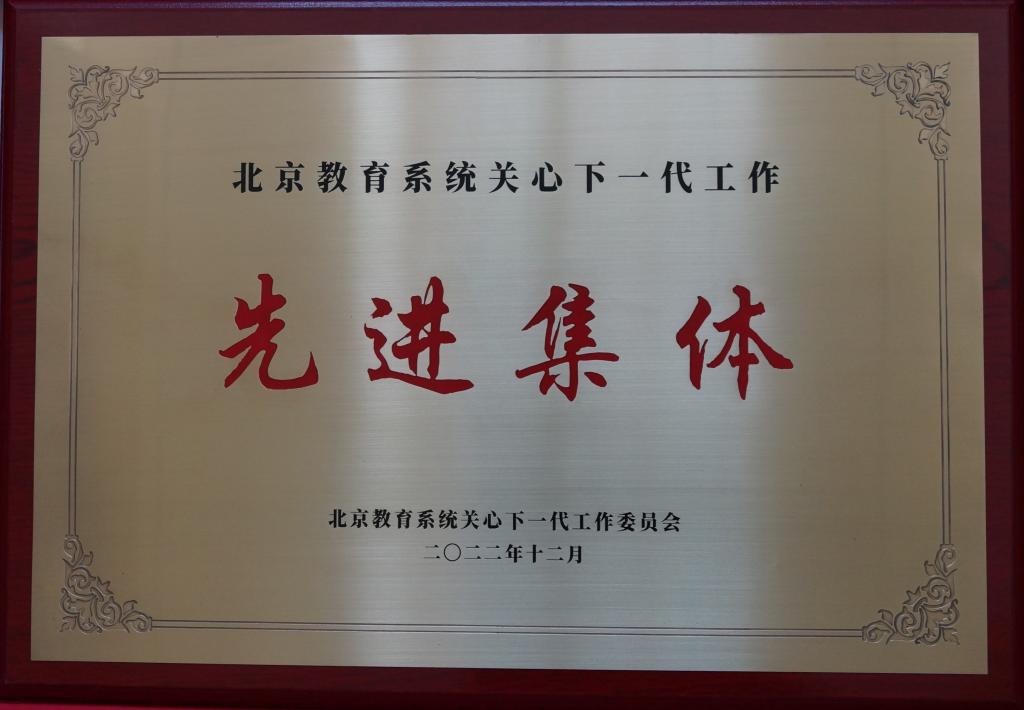 北京教育系统关心下一代工作
先进集体
北京教育系统关心下一代工作委员会
二〇二二年十二月